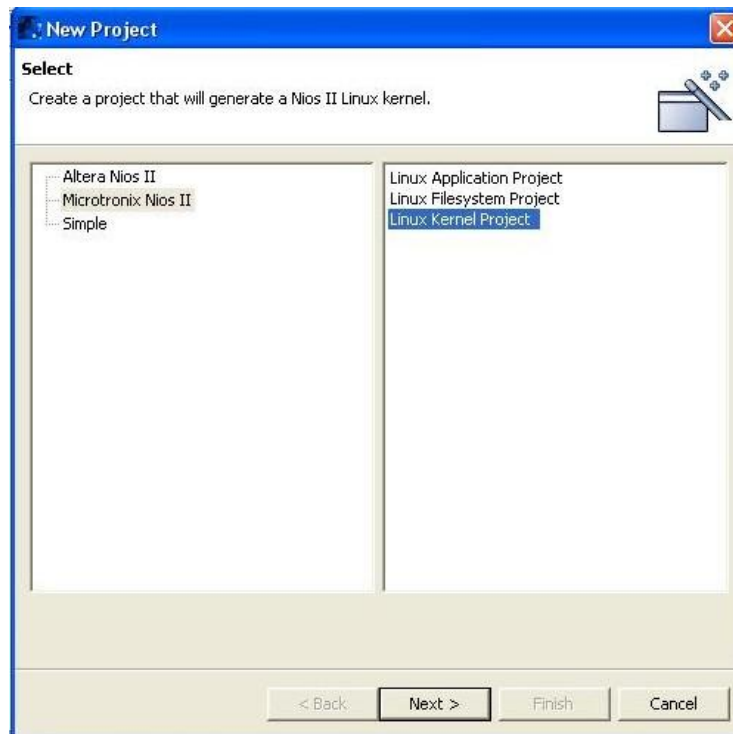 New Project
Select
Create a project that will generate a Nios II Linux kernel.
Altera Nios II
Microtronix Nios II
Simple
Linux Application Project
Linux Filesystem Project
Linux Kernel Project
< Back
Next >
Finish
Cancel